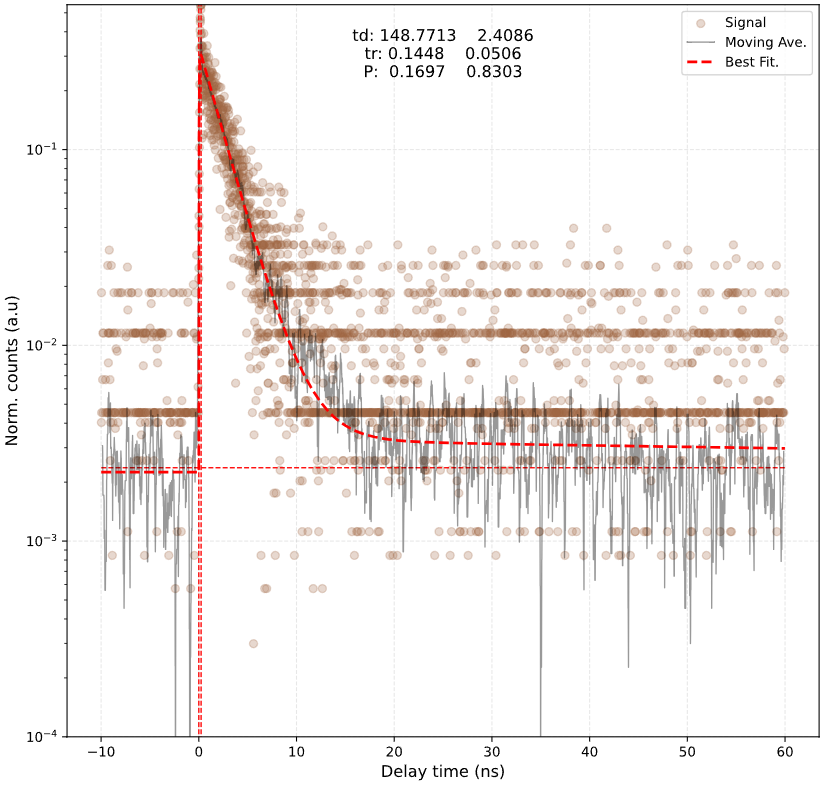 td: 148.7713 2.4086
tr: 0.1448 0.0506
P: 0.1697 0.8303
Signal
Moving Ave.
Best Fit.
Norm. counts (a.u)
10⁻¹
10⁻²
10⁻³
10⁻⁴
−10 0 10 20 30 40 50 60
Delay time (ns)